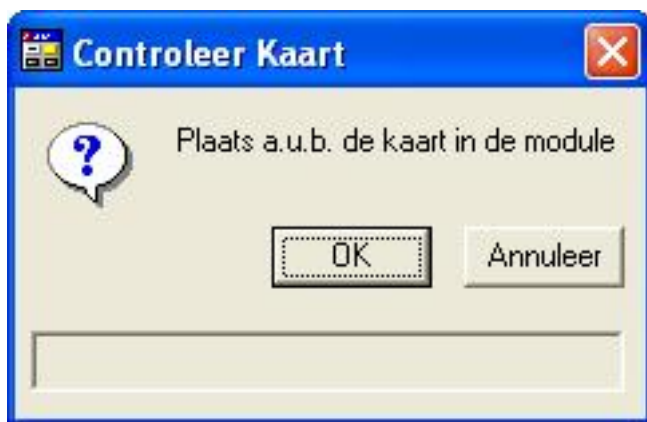 Controleer Kaart
Plaats a.u.b. de kaart in de module
OK
Annuleer